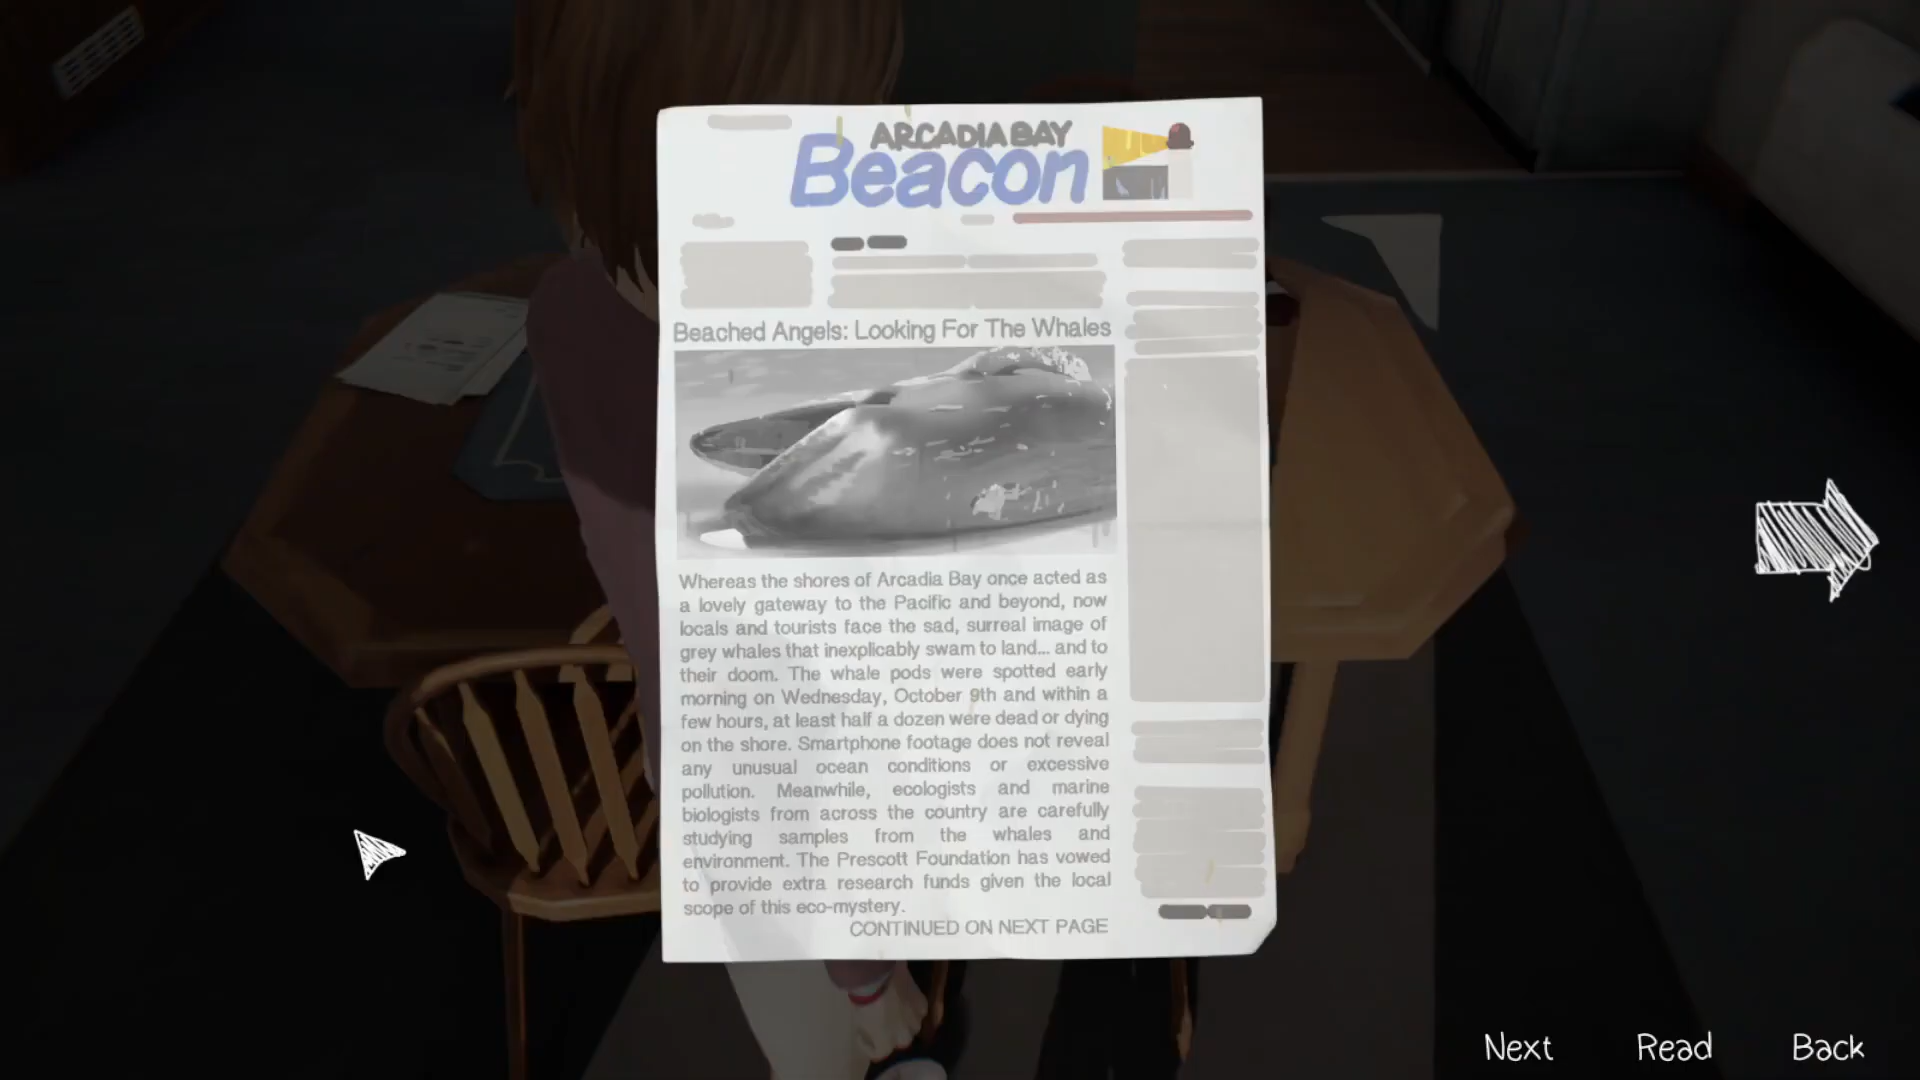 ARCADIA BAY
Beacon
Beached Angels: Looking For The Whales
Whereas the shores of Arcadia Bay once acted as
a lovely gateway to the Pacific and beyond, now
locals and tourists face the sad, surreal image of
grey whales that inexplicably swam to land... and to
their doom. The whale pods were spotted early
morning on Wednesday, October 9th and within a
few hours, at least half a dozen were dead or dying
on the shore. Smartphone footage does not reveal
any unusual ocean conditions or excessive
pollution. Meanwhile, ecologists and marine
biologists from across the country are carefully
studying samples from the whales and
environment. The Prescott Foundation has vowed
to provide extra research funds given the local
scope of this eco-mystery.
CONTINUED ON NEXT PAGE
Next Read Back